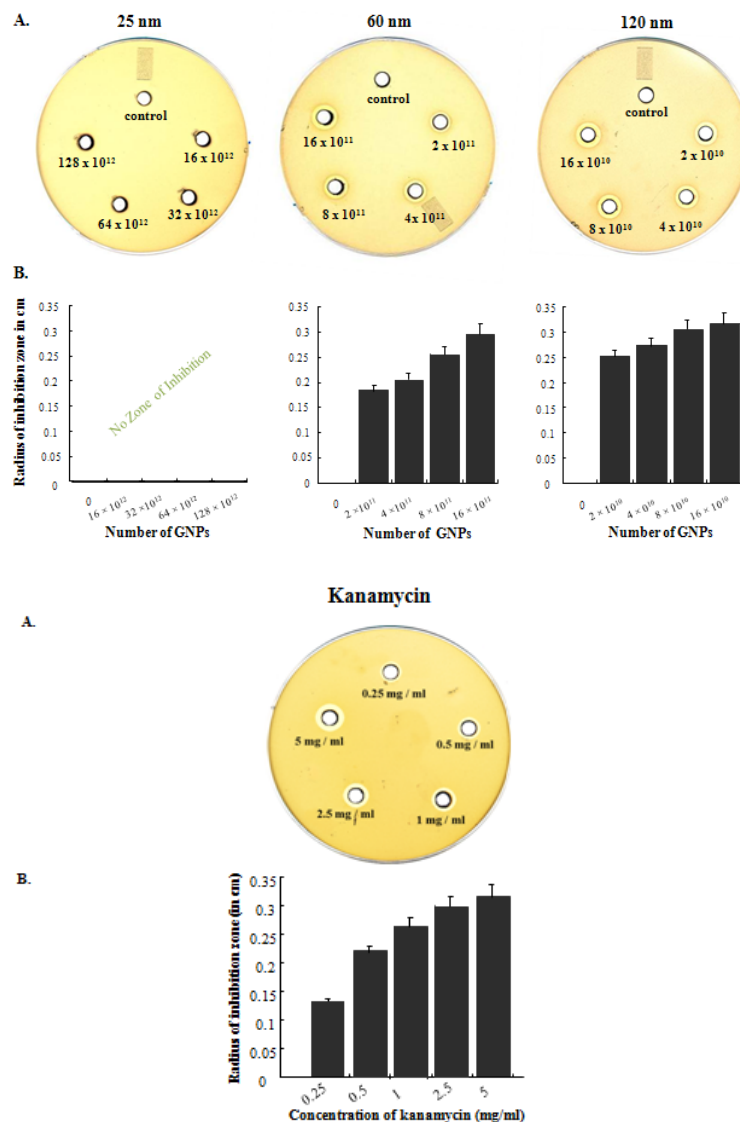 A.
25 nm
60 nm
120 nm
control
128 x 10¹²
16 x 10¹²
64 x 10¹²
32 x 10¹²
control
16 x 10¹¹
2 x 10¹¹
8 x 10¹¹
4x 10¹¹
control
16 x 10¹⁰
2 x 10¹⁰
8 x 10¹⁰
4 x 10¹⁰
B.
Radius of inhibition zone in cm
0.35
0.3
0.25
0.2
0.15
0.1
0.05
0
No Zone of Inhibition
0
16 × 10¹²
32 ×10¹²
64 × 10¹²
128 × 10¹²
Number of GNPs
0.35
0.3
0.25
0.2
0.15
0.1
0.05
0
0
2 ×10¹¹
4 ×10¹¹
8 × 10¹¹
16 × 10¹¹
Number of GNPs
0.35
0.3
0.25
0.2
0.15
0.1
0.05
0
0
2 × 10¹⁰
4 × 0¹⁰
8 × 10¹⁰
16 × 10¹⁰
Number of GNPs
Kanamycin
A.
0.25 mg / ml
5 mg / ml
0.5 mg / ml
2.5 mg / ml
1 mg / ml
B.
Radius of inhibition zone (in cm)
0.35
0.3
0.25
0.2
0.15
0.1
0.05
0
0.25
0.5
1
2.5
5
Concentration of kanamycin (mg/ml)